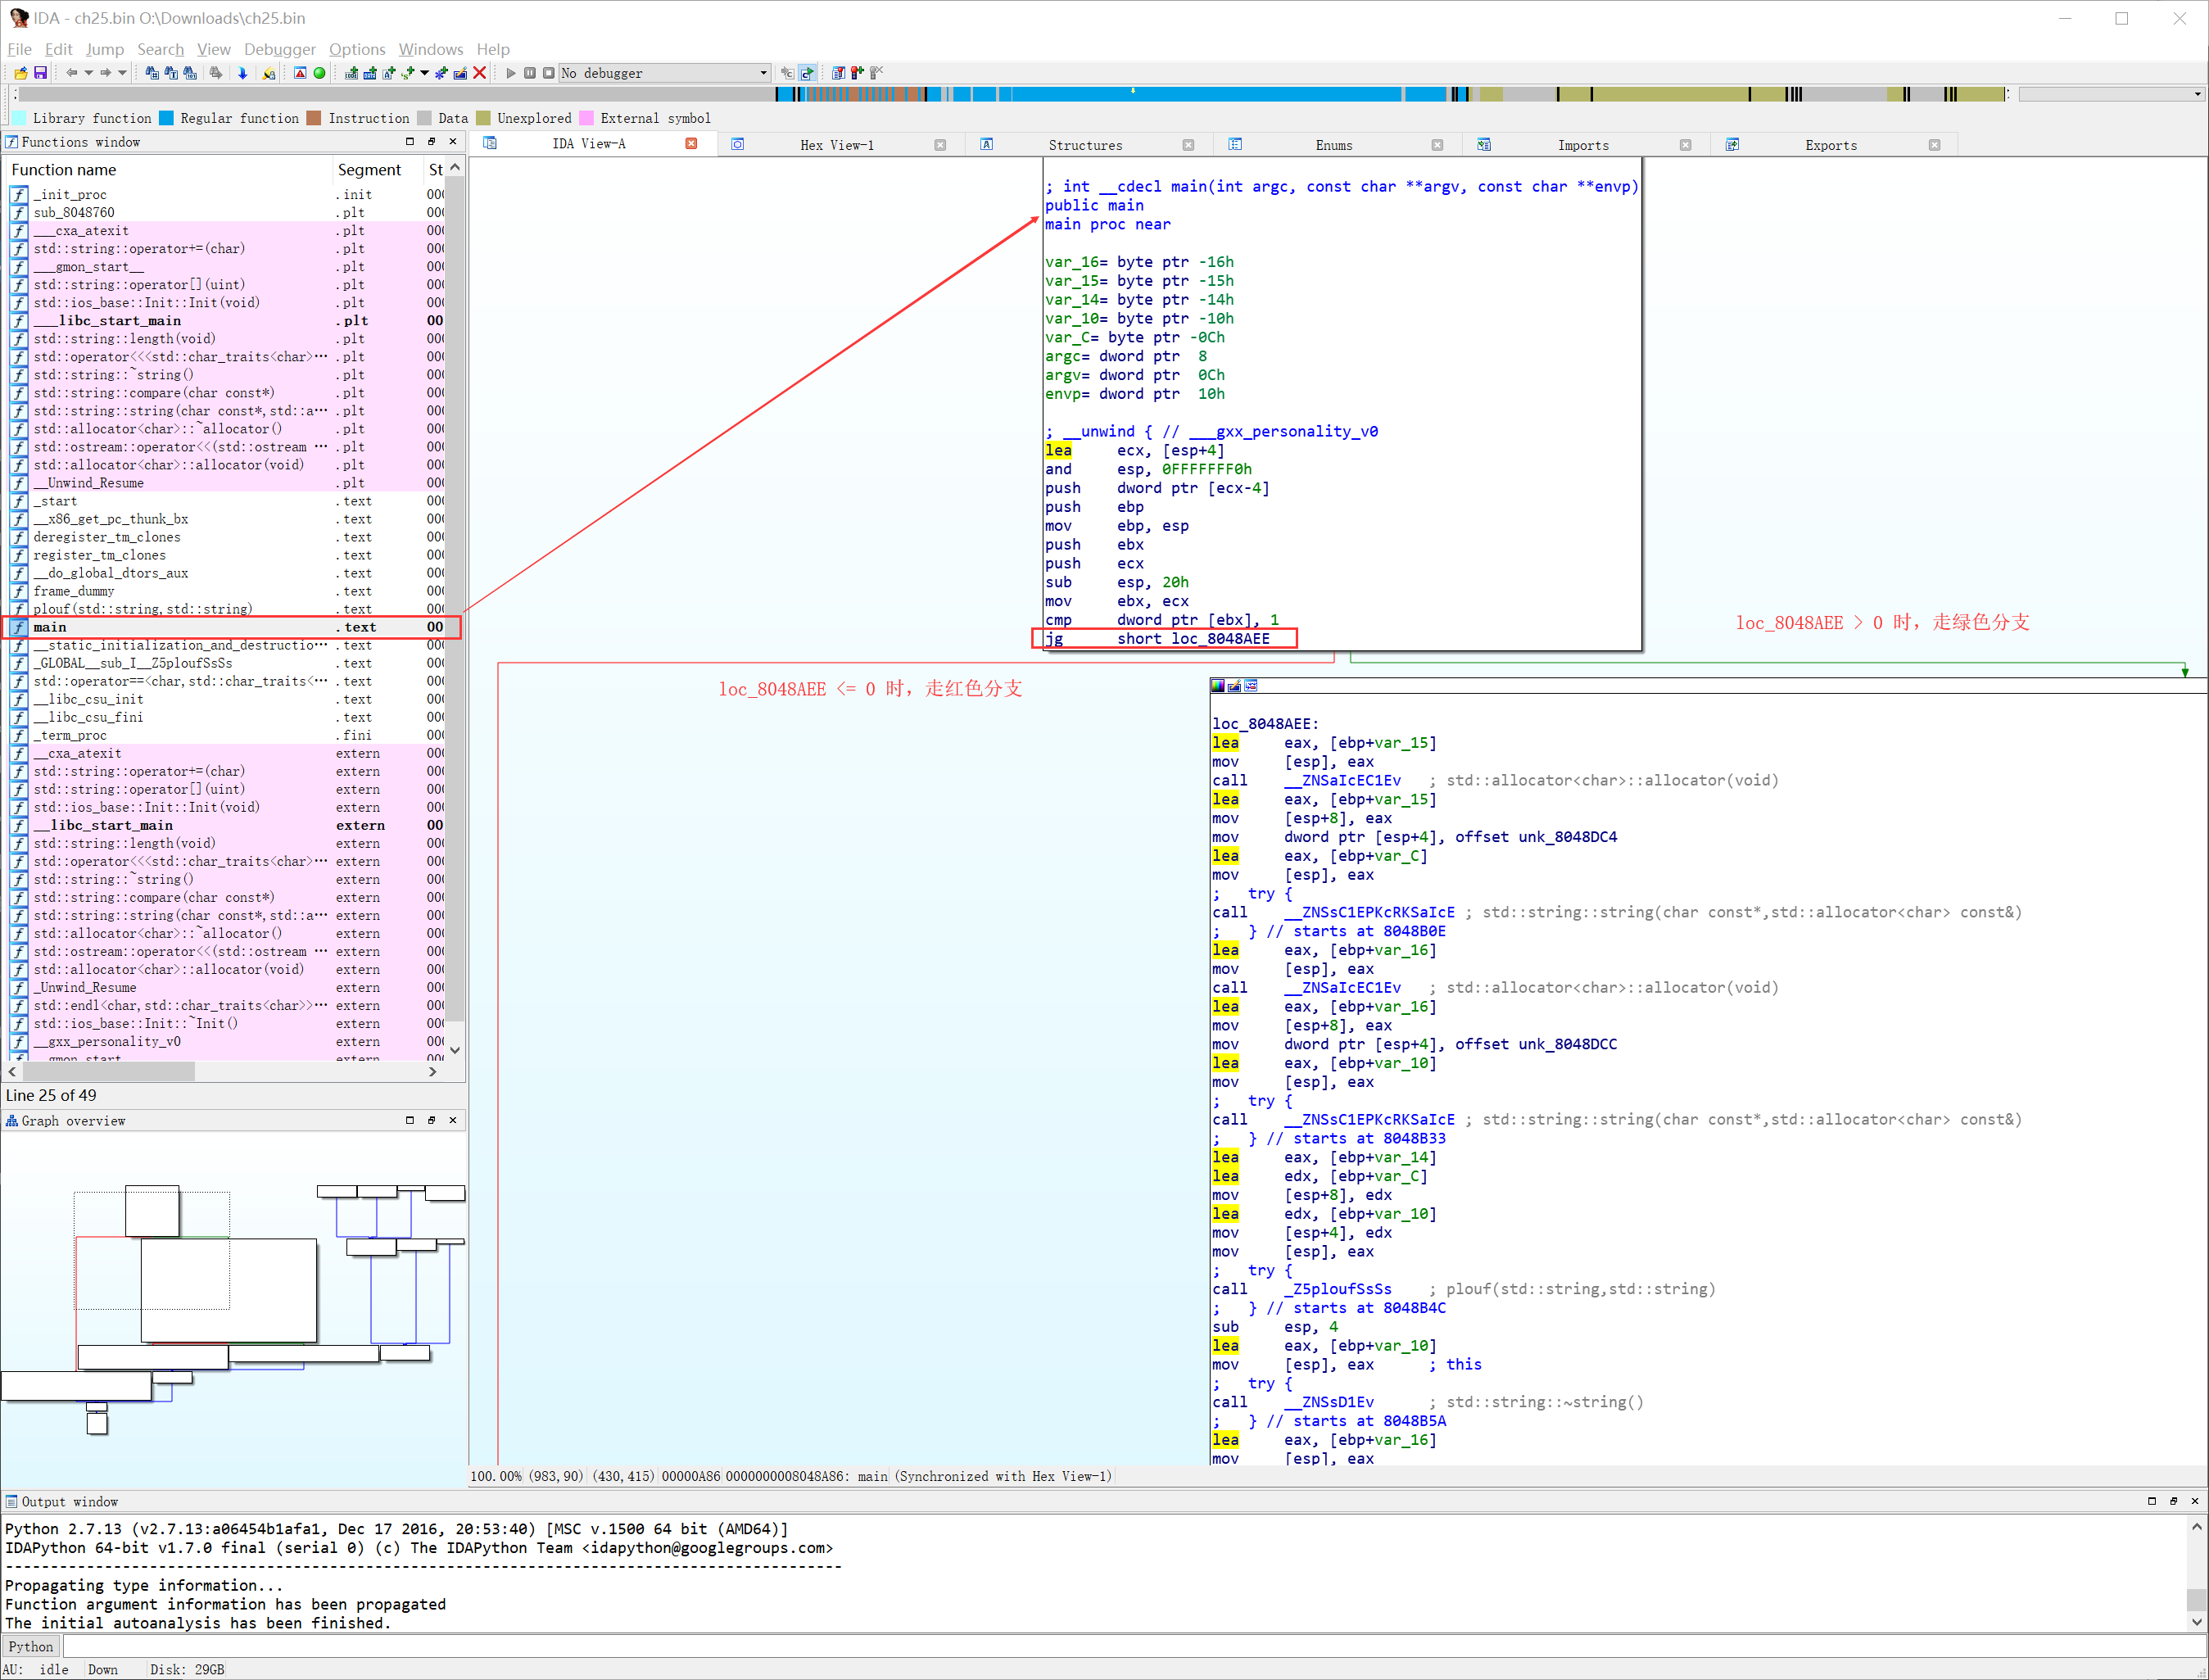 IDA - ch25.bin O:\Downloads\ch25.bin
File Edit Jump Search View Debugger Options Windows Help
No debugger
Library function Regular function Instruction Data Unexplored External symbol
Functions window
Function name Segment St
_init_proc .init 00(
sub_8048760 .plt 00(
___cxa_atexit .plt 00(
std::string::operator+=(char) .plt 00(
___gmon_start__ .plt 00(
std::string::operator[](uint) .plt 00(
std::ios_base::Init::Init(void) .plt 00(
___libc_start_main .plt 00
std::string::length(void) .plt 00(
std::operator<<<std::char_traits<char>… .plt 00(
std::string::~string() .plt 00(
std::string::compare(char const*) .plt 00(
std::string::string(char const*,std::a… .plt 00(
std::allocator<char>::~allocator() .plt 00(
std::ostream::operator<<(std::ostream … .plt 00(
std::allocator<char>::allocator(void) .plt 00(
__Unwind_Resume .plt 00(
_start .text 00(
__x86_get_pc_thunk_bx .text 00(
deregister_tm_clones .text 00(
register_tm_clones .text 00(
__do_global_dtors_aux .text 00(
frame_dummy .text 00(
plouf(std::string,std::string) .text 00(
main .text 00
__static_initialization_and_destructio… .text 00(
_GLOBAL__sub_I__Z5ploufSsSs .text 00(
std::operator==<char,std::char_traits<… .text 00(
__libc_csu_init .text 00(
__libc_csu_fini .text 00(
_term_proc .fini 00(
__cxa_atexit extern 00(
std::string::operator+=(char) extern 00(
std::string::operator[](uint) extern 00(
std::ios_base::Init::Init(void) extern 00(
__libc_start_main extern 00
std::string::length(void) extern 00(
std::operator<<<std::char_traits<char>… extern 00(
std::string::~string() extern 00(
std::string::compare(char const*) extern 00(
std::string::string(char const*,std::a… extern 00(
std::allocator<char>::~allocator() extern 00(
std::ostream::operator<<(std::ostream … extern 00(
std::allocator<char>::allocator(void) extern 00(
_Unwind_Resume extern 00(
std::endl<char,std::char_traits<char>>… extern 00(
std::ios_base::Init::~Init() extern 00(
__gxx_personality_v0 extern 00(
__gmon_start__ extern 00(
Line 25 of 49
Graph overview
IDA View-A Hex View-1 Structures Enums Imports Exports
; int __cdecl main(int argc, const char **argv, const char **envp)
public main
main proc near
var_16= byte ptr -16h
var_15= byte ptr -15h
var_14= byte ptr -14h
var_10= byte ptr -10h
var_C= byte ptr -0Ch
argc= dword ptr 8
argv= dword ptr 0Ch
envp= dword ptr 10h
; __unwind { // ___gxx_personality_v0
lea ecx, [esp+4]
and esp, 0FFFFFFF0h
push dword ptr [ecx-4]
push ebp
mov ebp, esp
push ebx
push ecx
sub esp, 20h
mov ebx, ecx
cmp dword ptr [ebx], 1
jg short loc_8048AEE
loc_8048AEE > 0 时，走绿色分支
loc_8048AEE <= 0 时，走红色分支
loc_8048AEE:
lea eax, [ebp+var_15]
mov [esp], eax
call __ZNSaIcEC1Ev ; std::allocator<char>::allocator(void)
lea eax, [ebp+var_15]
mov [esp+8], eax
mov dword ptr [esp+4], offset unk_8048DC4
lea eax, [ebp+var_C]
mov [esp], eax
; try {
call __ZNSsC1EPKcRKSaIcE ; std::string::string(char const*,std::allocator<char> const&)
; } // starts at 8048B0E
lea eax, [ebp+var_16]
mov [esp], eax
call __ZNSaIcEC1Ev ; std::allocator<char>::allocator(void)
lea eax, [ebp+var_16]
mov [esp+8], eax
mov dword ptr [esp+4], offset unk_8048DCC
lea eax, [ebp+var_10]
mov [esp], eax
; try {
call __ZNSsC1EPKcRKSaIcE ; std::string::string(char const*,std::allocator<char> const&)
; } // starts at 8048B33
lea eax, [ebp+var_14]
lea edx, [ebp+var_C]
mov [esp+8], edx
lea edx, [ebp+var_10]
mov [esp+4], edx
mov [esp], eax
; try {
call _Z5ploufSsSs ; plouf(std::string,std::string)
; } // starts at 8048B4C
sub esp, 4
lea eax, [ebp+var_10]
mov [esp], eax ; this
; try {
call __ZNSsD1Ev ; std::string::~string()
; } // starts at 8048B5A
lea eax, [ebp+var_16]
mov [esp], eax
100.00% (983,90) (430,415) 00000A86 0000000008048A86: main (Synchronized with Hex View-1)
Output window
Python 2.7.13 (v2.7.13:a06454b1afa1, Dec 17 2016, 20:53:40) [MSC v.1500 64 bit (AMD64)]
IDAPython 64-bit v1.7.0 final (serial 0) (c) The IDAPython Team <idapython@googlegroups.com>
---------------------------------------------------------------------------------------------
Propagating type information...
Function argument information has been propagated
The initial autoanalysis has been finished.
Python
AU: idle Down Disk: 29GB